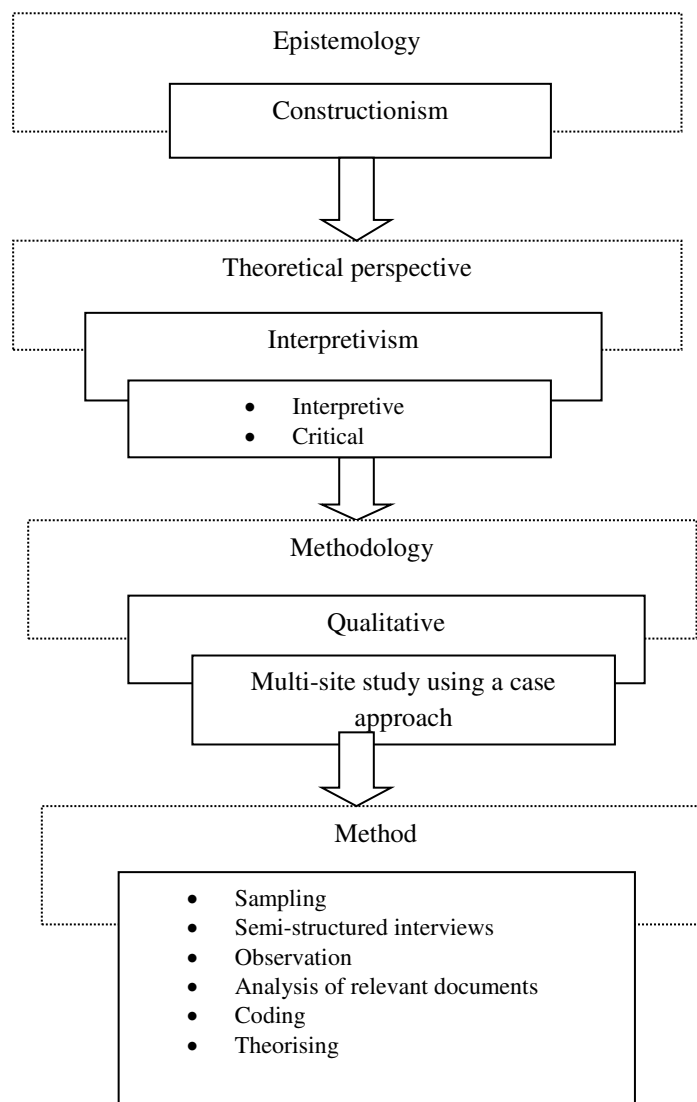 Epistemology
Constructionism
Theoretical perspective
Interpretivism
• Interpretive
• Critical
Methodology
Qualitative
Multi-site study using a case
approach
Method
• Sampling
• Semi-structured interviews
• Observation
• Analysis of relevant documents
• Coding
• Theorising